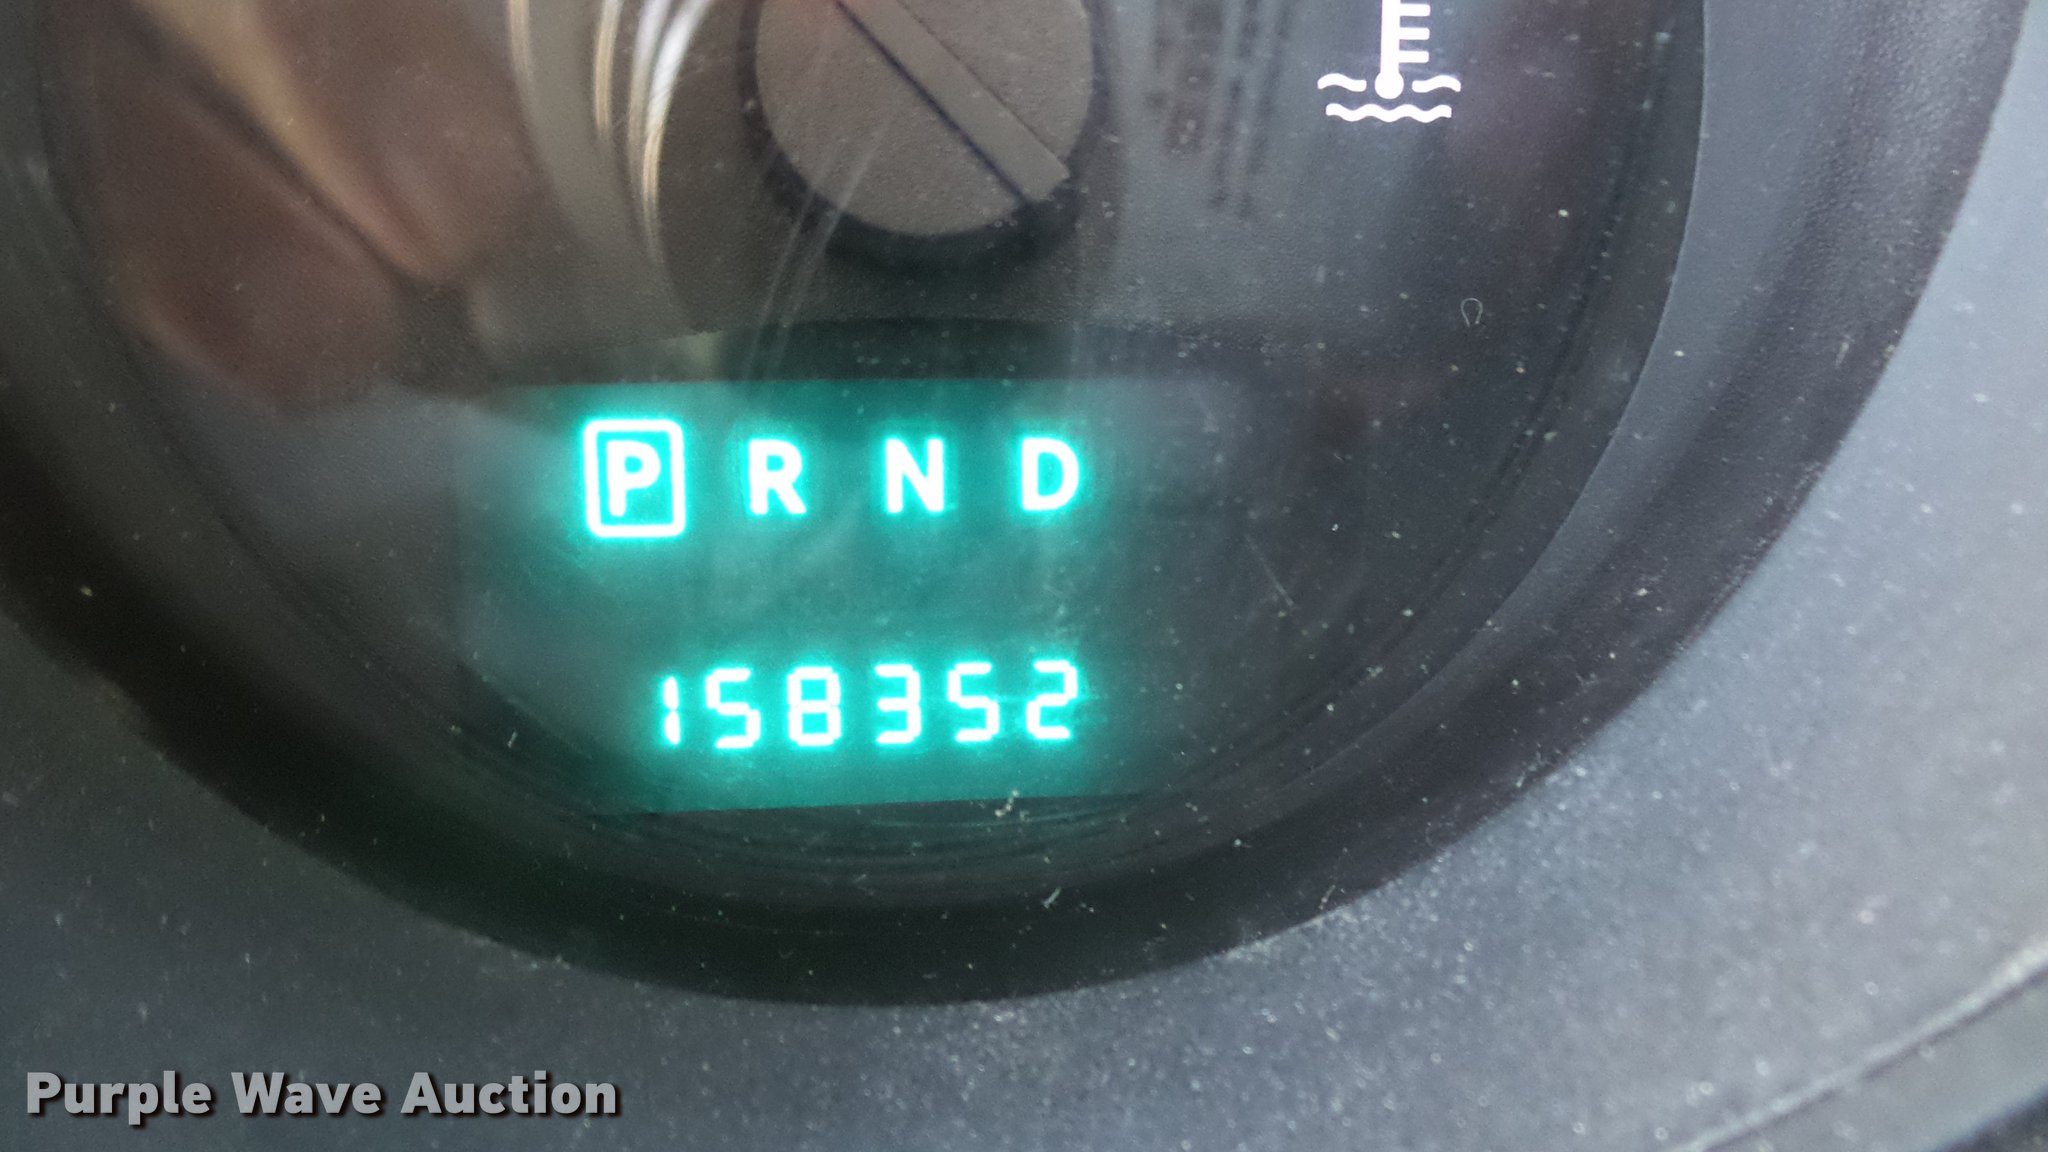 P R N D
158352
Purple Wave Auction